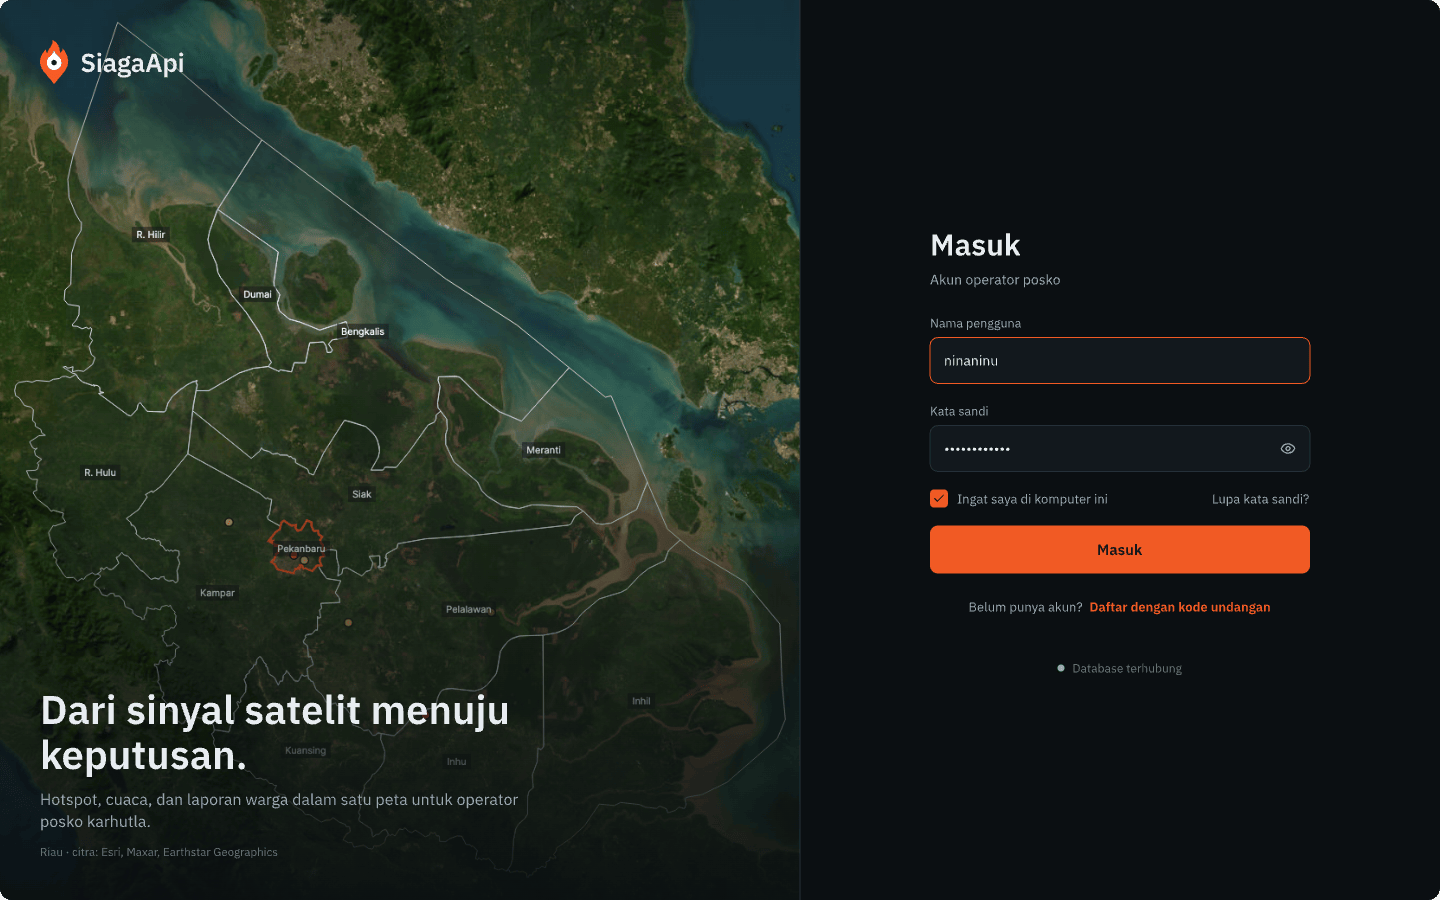 SiagaApi
R. Hilir
Dumai
Bengkalis
Meranti
R. Hulu
Siak
Pekanbaru
Kampar
Pelalawan
Inhil
Kuansing
Inhu
Dari sinyal satelit menuju
keputusan.
Hotspot, cuaca, dan laporan warga dalam satu peta untuk operator
posko karhutla.
Riau · citra: Esri, Maxar, Earthstar Geographics
Masuk
Akun operator posko
Nama pengguna
ninaninu
Kata sandi
••••••••••••
Ingat saya di komputer ini
Lupa kata sandi?
Masuk
Belum punya akun? Daftar dengan kode undangan
Database terhubung